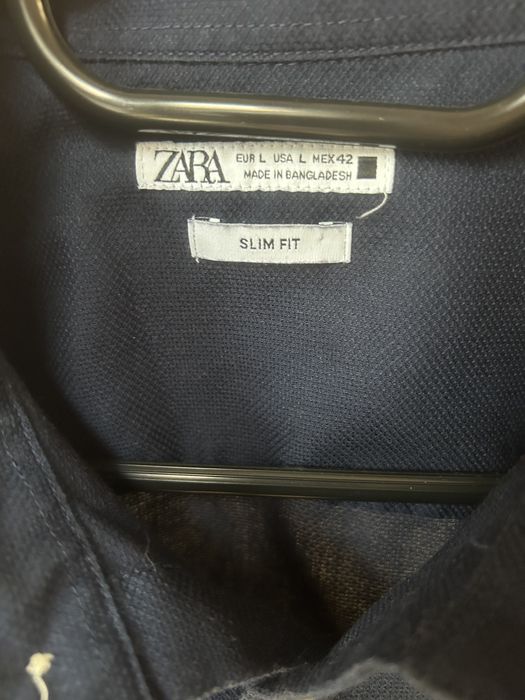 ZARA EUR L USA L MEX 42
MADE IN BANGLADESH
SLIM FIT